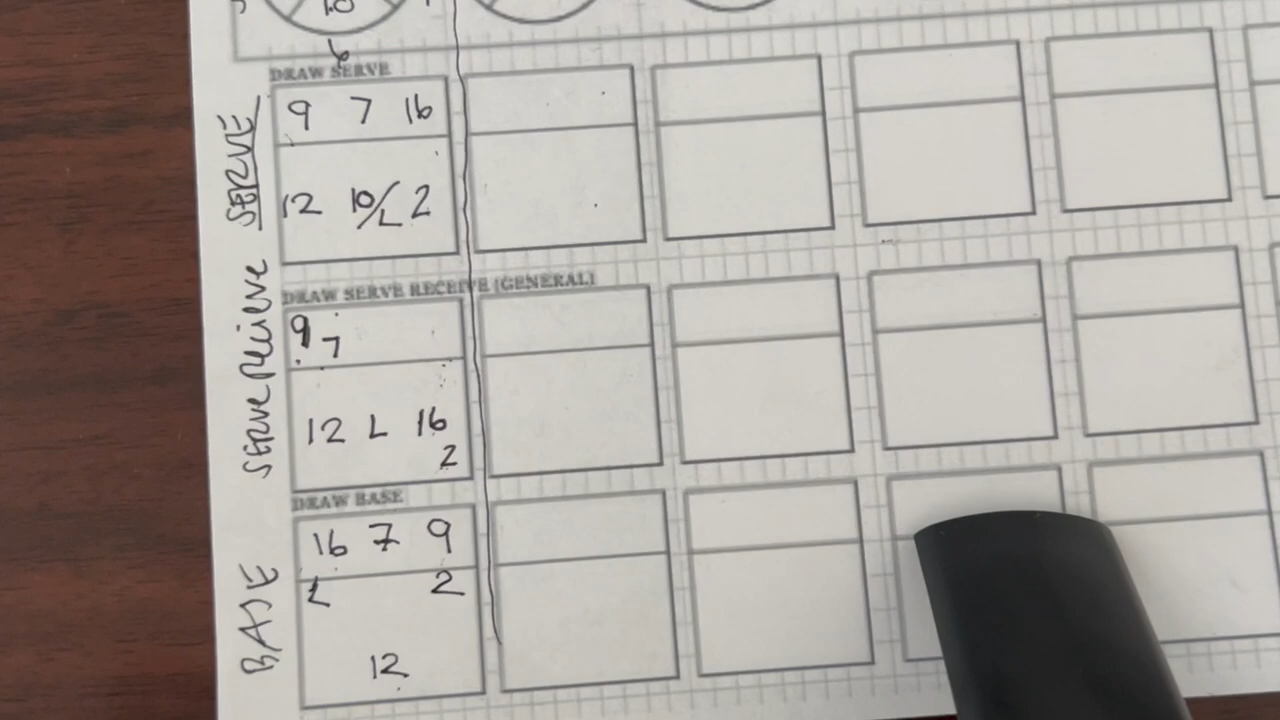 10
6
DRAW SERVE
SERVE
9 7 16
12 10/L 2
DRAW SERVE RECEIVE [GENERAL]
SERVE RECIEVE
9 7
12 L 16
2
DRAW BASE
BASE
16 7 9
L 2
12